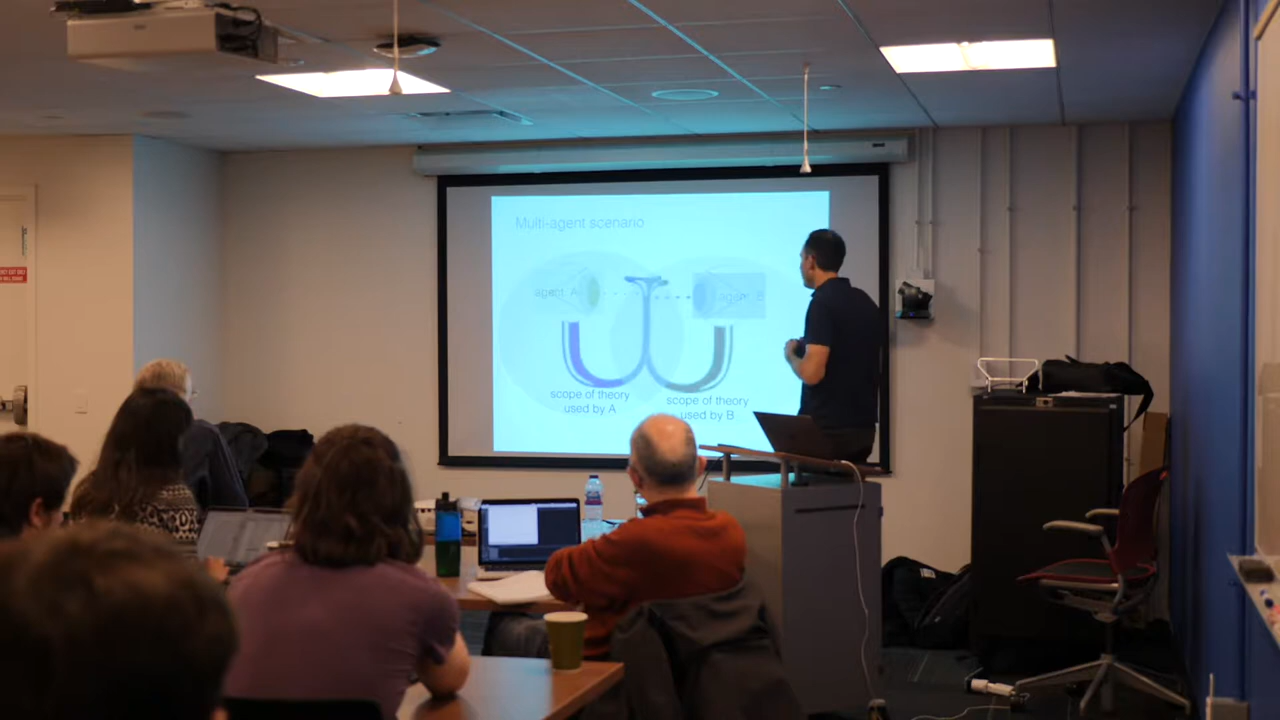 Multi-agent scenario
agent A
agent B
scope of theory
used by A
scope of theory
used by B